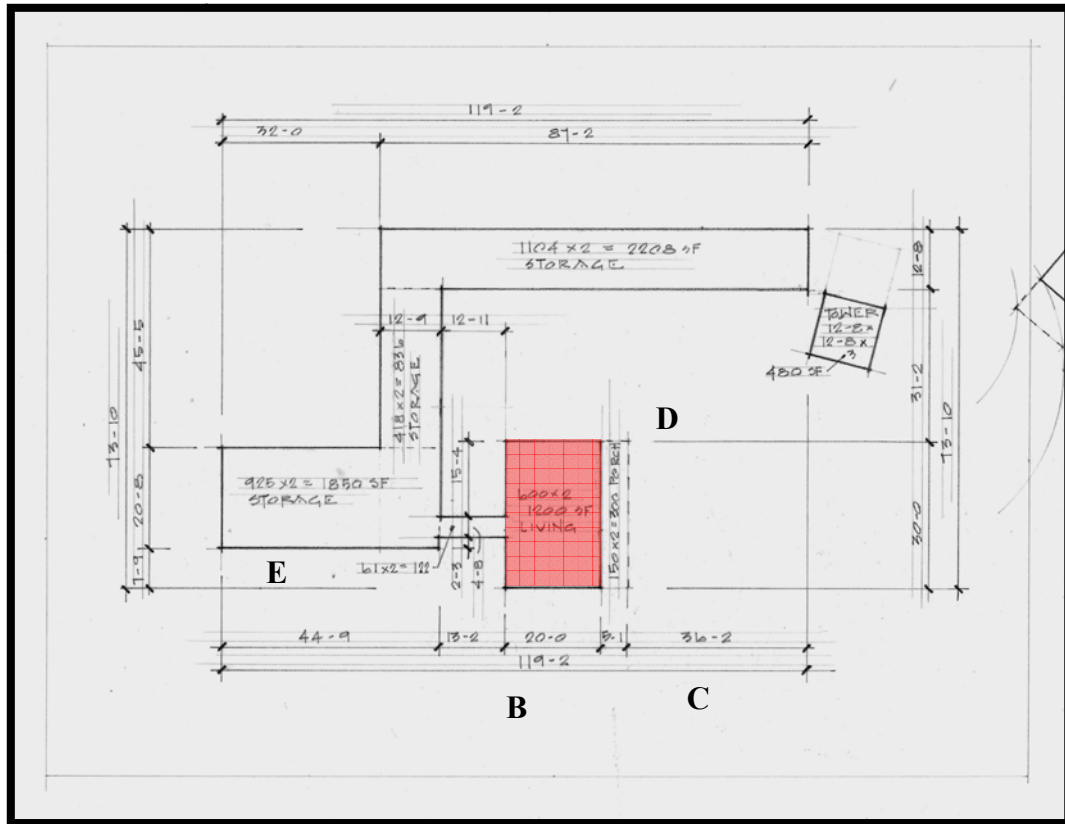 119-2
32-0
87-2
1104 x 2 = 2208 SF
STORAGE
12-8
TOWER
12-8 x
12-8 x
3
480 SF
12-9
12-11
45-5
418 x 2 = 836
STORAGE
31-2
73-10
73-10
D
15-4
925 x 2 = 1850 SF
STORAGE
600 x 2
1200 SF
LIVING
150 x 2 = 300 PORCH
20-8
30-0
7-9
E
61 x 2 = 122
2-3
4-8
44-9
13-2
20-0
5-1
36-2
119-2
B
C